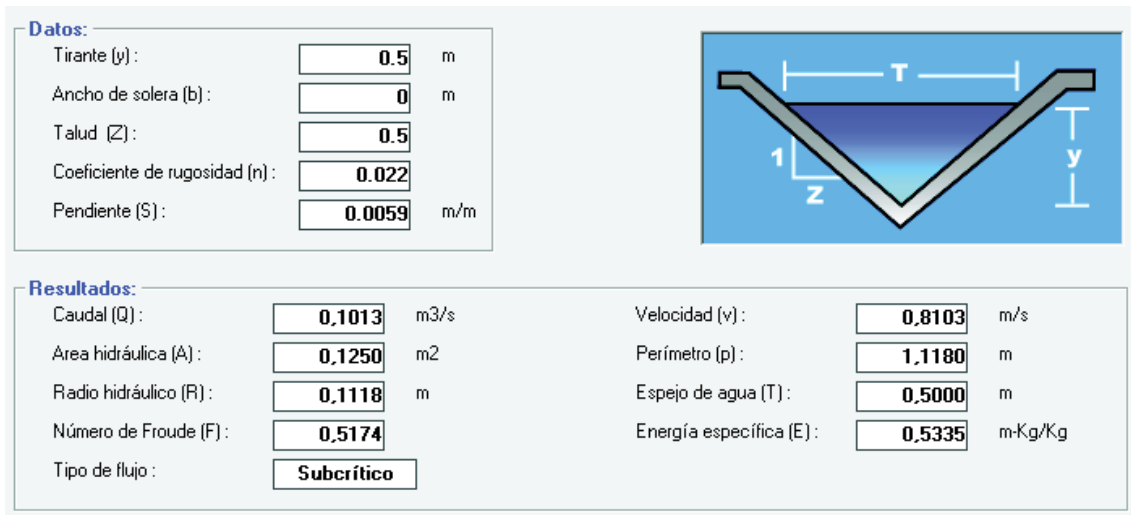 Datos:
Tirante (y) : 0.5 m
Ancho de solera (b) : 0 m
Talud (Z) : 0.5
Coeficiente de rugosidad (n) : 0.022
Pendiente (S) : 0.0059 m/m
T
1
Z
y
Resultados:
Caudal (Q) : 0,1013 m3/s Velocidad (v) : 0,8103 m/s
Area hidráulica (A) : 0,1250 m2 Perímetro (p) : 1,1180 m
Radio hidráulico (R) : 0,1118 m Espejo de agua (T) : 0,5000 m
Número de Froude (F) : 0,5174 Energía específica (E) : 0,5335 m-Kg/Kg
Tipo de flujo : Subcrítico